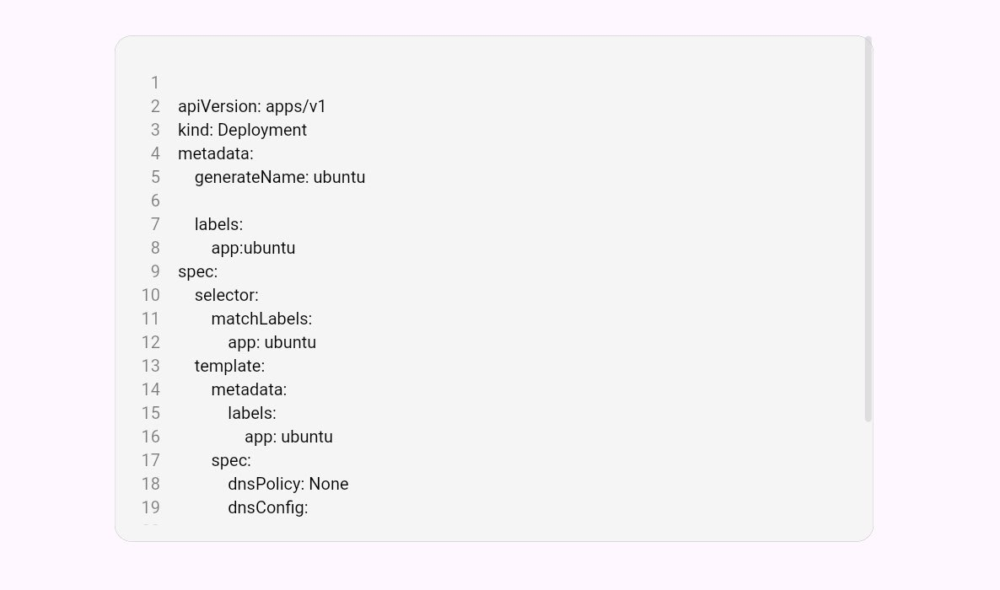 1
2 apiVersion: apps/v1
3 kind: Deployment
4 metadata:
5     generateName: ubuntu
6
7     labels:
8         app:ubuntu
9 spec:
10     selector:
11         matchLabels:
12             app: ubuntu
13     template:
14         metadata:
15             labels:
16                 app: ubuntu
17         spec:
18             dnsPolicy: None
19             dnsConfig: